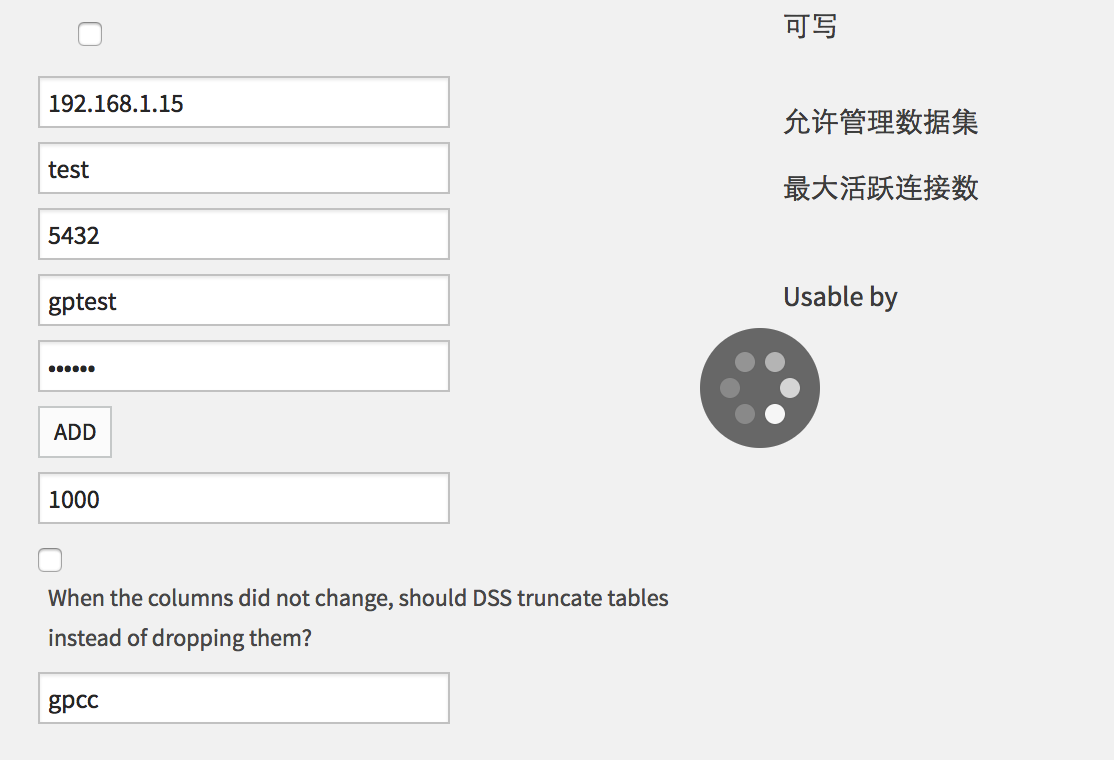 可写
192.168.1.15
允许管理数据集
test
最大活跃连接数
5432
gptest
Usable by
••••••
ADD
1000
When the columns did not change, should DSS truncate tables
instead of dropping them?
gpcc